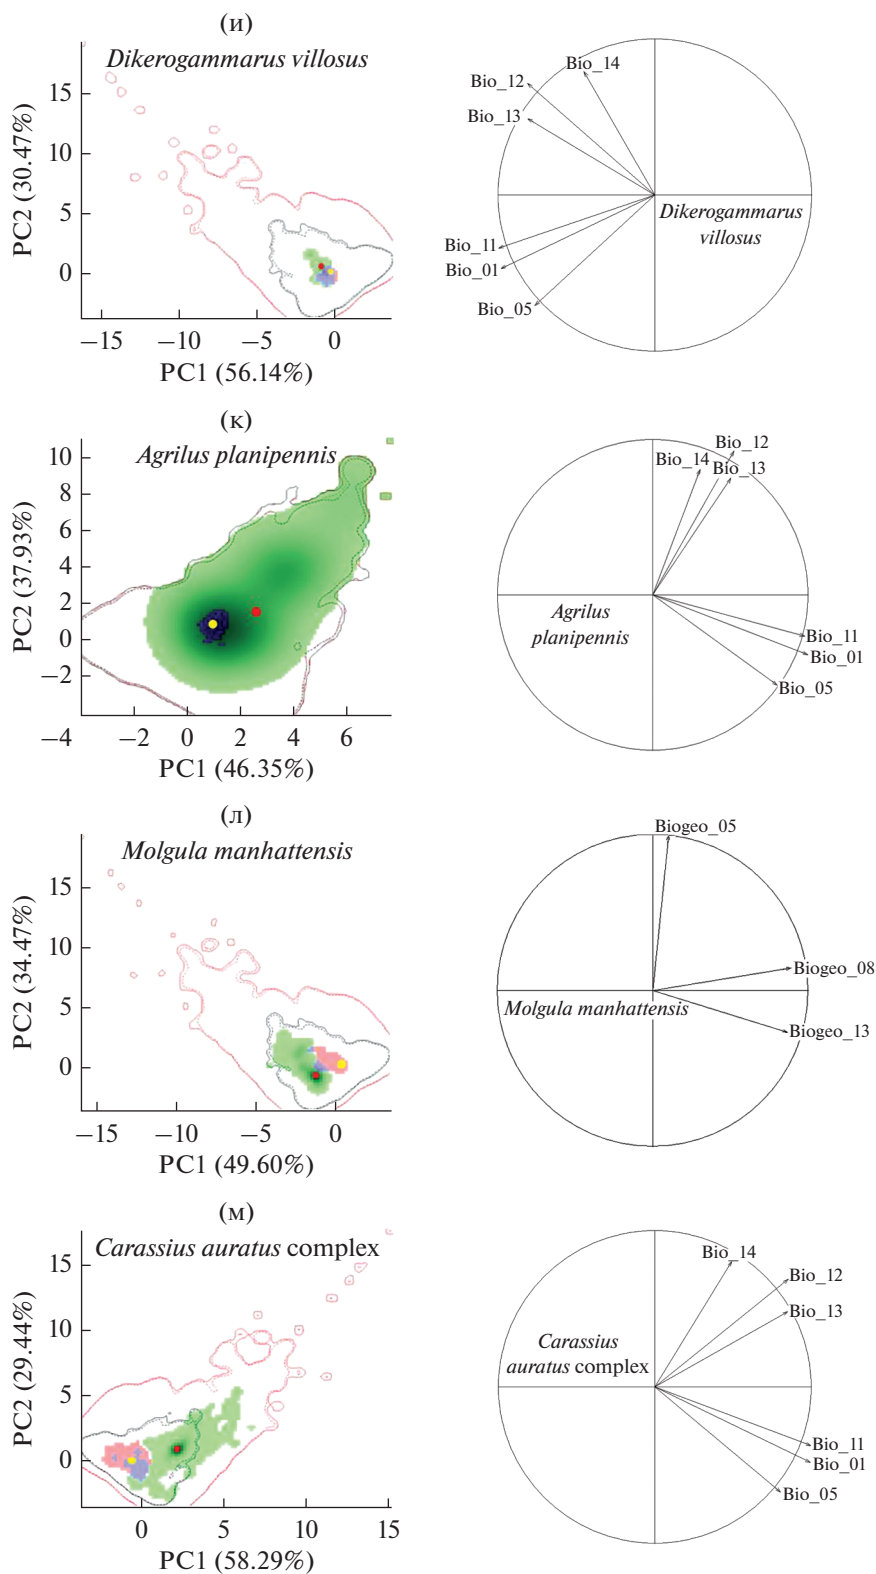 (и)
Dikerogammarus villosus
15
10
5
0
PC2 (30.47%)
−15 −10 −5 0
PC1 (56.14%)
Bio_14
Bio_12
Bio_13
Dikerogammarus
villosus
Bio_11
Bio_01
Bio_05
(к)
Agrilus planipennis
10
8
6
4
2
0
−2
PC2 (37.93%)
−4 −2 0 2 4 6
PC1 (46.35%)
Bio_12
Bio_14
Bio_13
Agrilus
planipennis
Bio_11
Bio_01
Bio_05
(л)
Molgula manhattensis
15
10
5
0
PC2 (34.47%)
−15 −10 −5 0
PC1 (49.60%)
Biogeo_05
Biogeo_08
Molgula manhattensis
Biogeo_13
(м)
Carassius auratus complex
15
10
5
0
PC2 (29.44%)
0 5 10 15
PC1 (58.29%)
Bio_14
Bio_12
Bio_13
Carassius
auratus complex
Bio_11
Bio_01
Bio_05